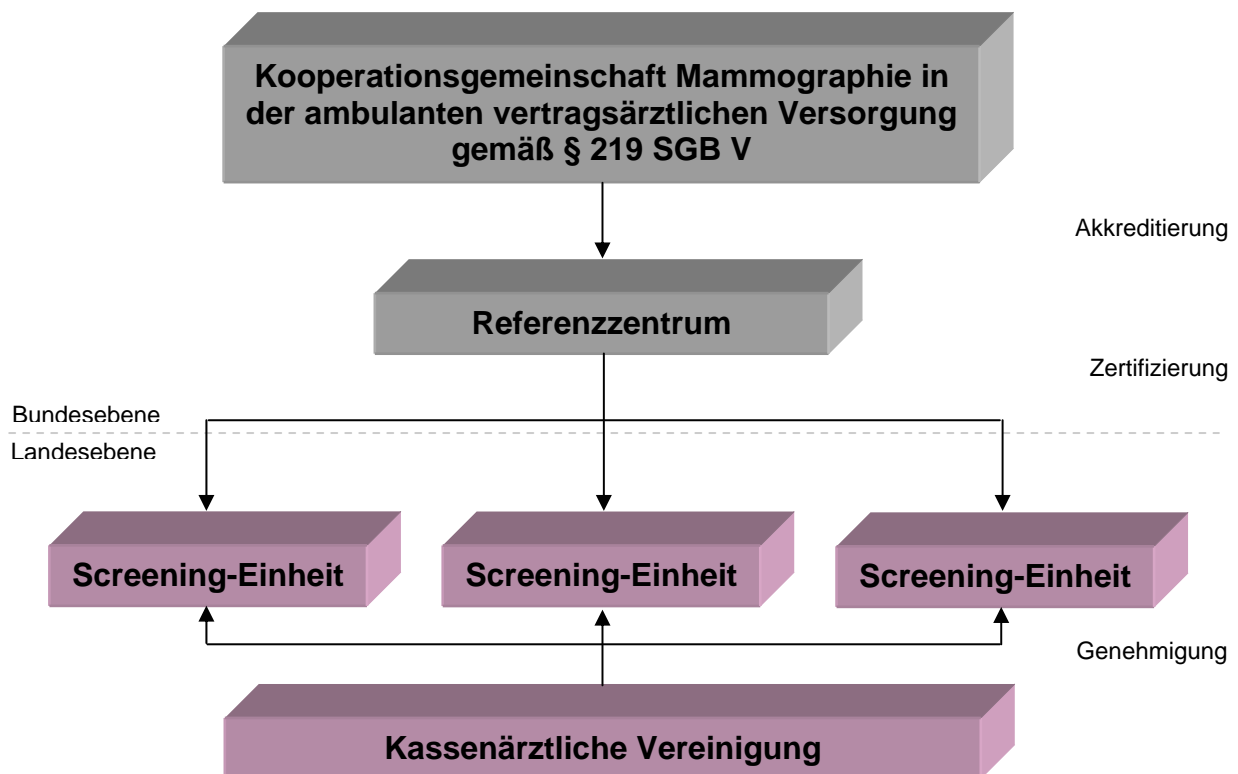 Kooperationsgemeinschaft Mammographie in
der ambulanten vertragsärztlichen Versorgung
gemäß § 219 SGB V
Akkreditierung
Referenzzentrum
Zertifizierung
Bundesebene
Landesebene
Screening-Einheit
Screening-Einheit
Screening-Einheit
Genehmigung
Kassenärztliche Vereinigung